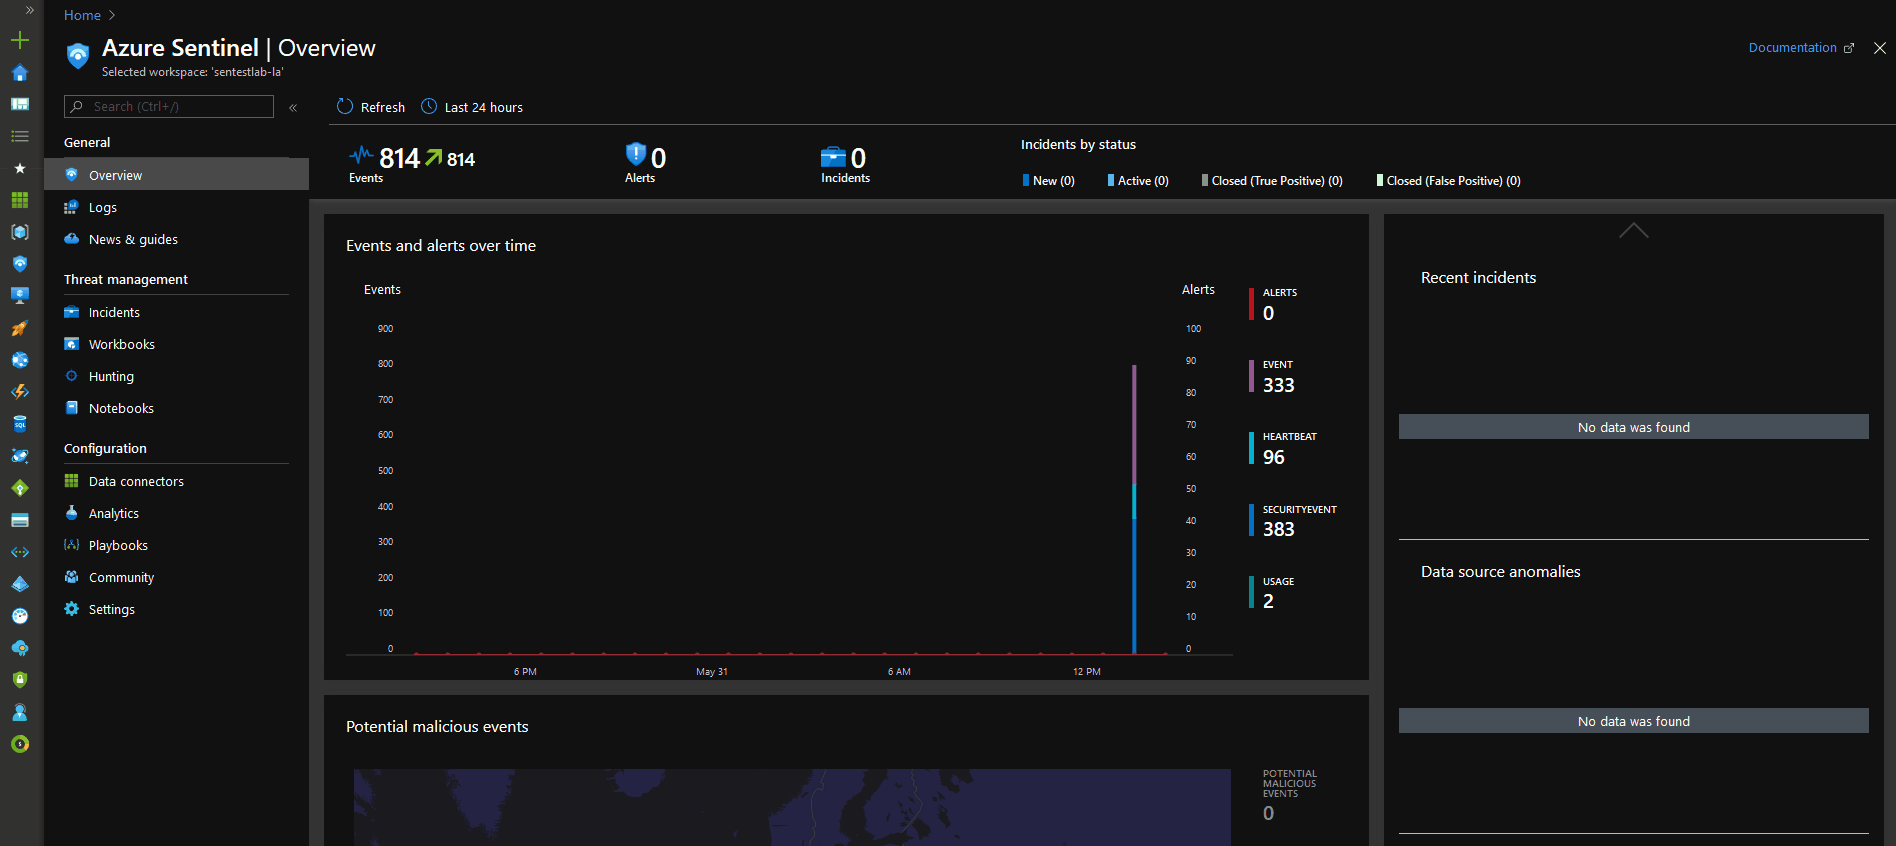 Home
Azure Sentinel | Overview
Selected workspace: 'sentestlab-la'
Documentation
Search (Ctrl+/)
«
Refresh
Last 24 hours
General
Overview
Logs
News & guides
Threat management
Incidents
Workbooks
Hunting
Notebooks
Configuration
Data connectors
Analytics
Playbooks
Community
Settings
814 814
Events
0
Alerts
0
Incidents
Incidents by status
New (0) Active (0) Closed (True Positive) (0) Closed (False Positive) (0)
Events and alerts over time
Events
900
800
700
600
500
400
300
200
100
0
Alerts
100
90
80
70
60
50
40
30
20
10
0
6 PM May 31 6 AM 12 PM
ALERTS
0
EVENT
333
HEARTBEAT
96
SECURITYEVENT
383
USAGE
2
Potential malicious events
POTENTIAL
MALICIOUS
EVENTS
0
Recent incidents
No data was found
Data source anomalies
No data was found
SQL